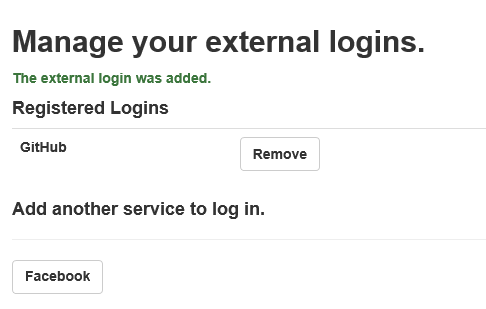 Manage your external logins.
The external login was added.
Registered Logins
GitHub
Remove
Add another service to log in.
Facebook